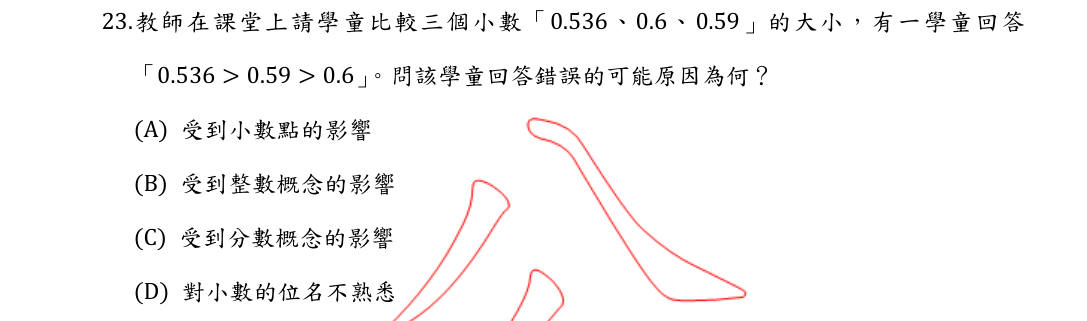 23.教師在課堂上請學童比較三個小數「0.536、0.6、0.59」的大小，有一學童回答
「0.536 > 0.59 > 0.6」。問該學童回答錯誤的可能原因為何？
(A) 受到小數點的影響
(B) 受到整數概念的影響
(C) 受到分數概念的影響
(D) 對小數的位名不熟悉